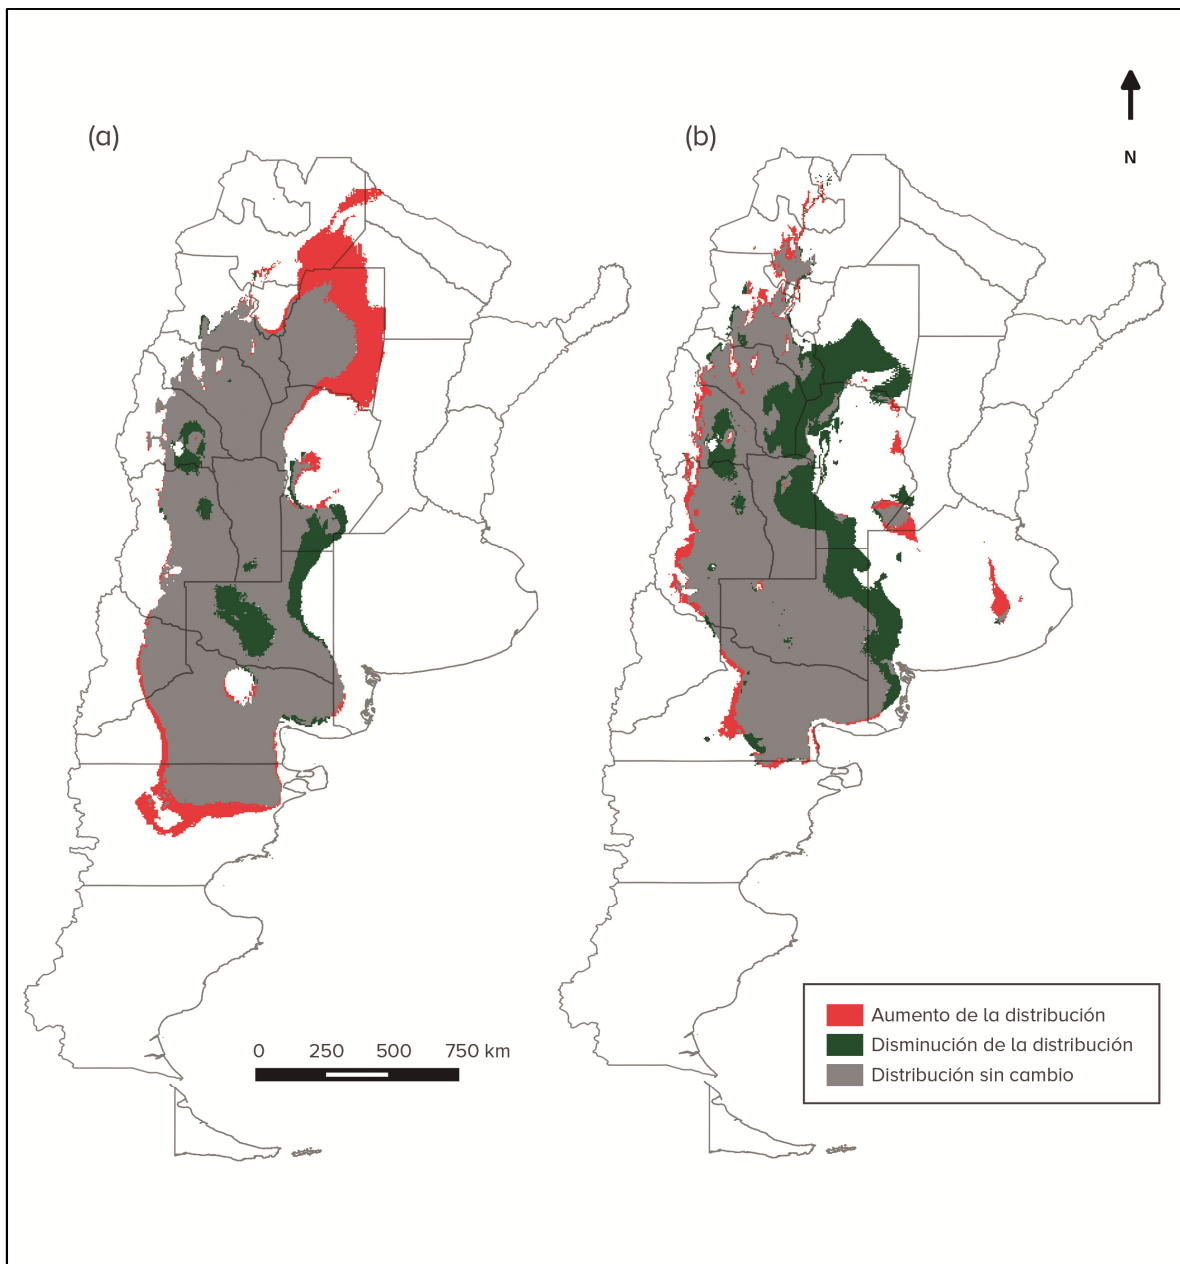 (a)
(b)
N
0 250 500 750 km
Aumento de la distribución
Disminución de la distribución
Distribución sin cambio